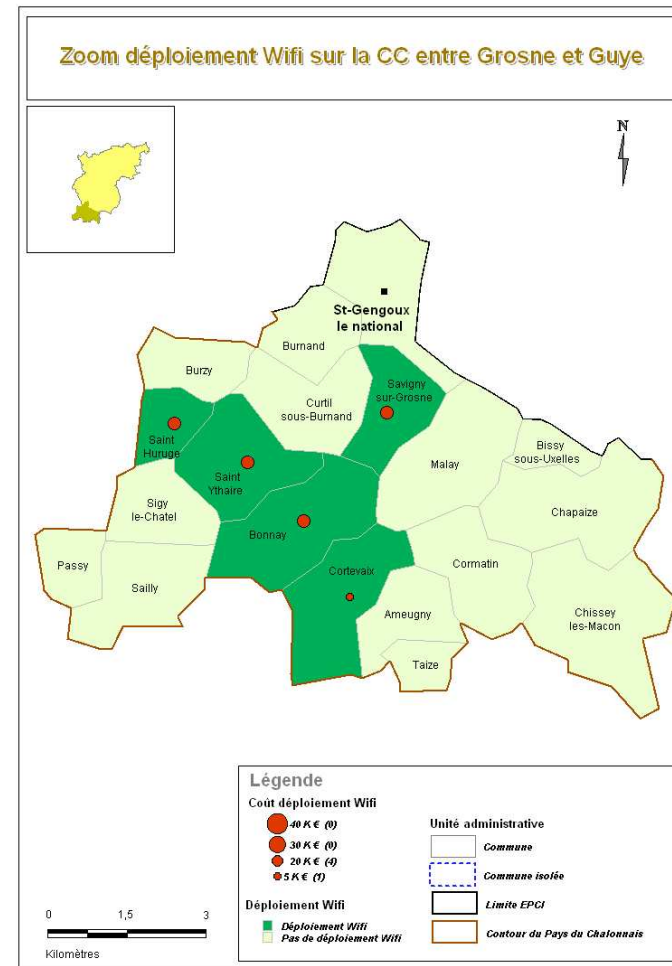 Zoom déploiement Wifi sur la CC entre Grosne et Guye
N
St-Gengoux
le national
Burnand
Burzy
Savigny
sur-Grosne
Curtil
sous-Burnand
Saint
Huruge
Bissy
sous-Uxelles
Malay
Saint
Ythaire
Sigy
le-Chatel
Chapaize
Bonnay
Passy
Cormatin
Cortevaix
Sailly
Ameugny
Chissey
les-Macon
Taize
Légende
Coût déploiement Wifi
40 K € (0)
30 K € (0)
20 K € (4)
5 K € (1)
Déploiement Wifi
Déploiement Wifi
Pas de déploiement Wifi
Unité administrative
Commune
Commune isolée
Limite EPCI
Contour du Pays du Chalonnais
0 1,5 3
Kilomètres